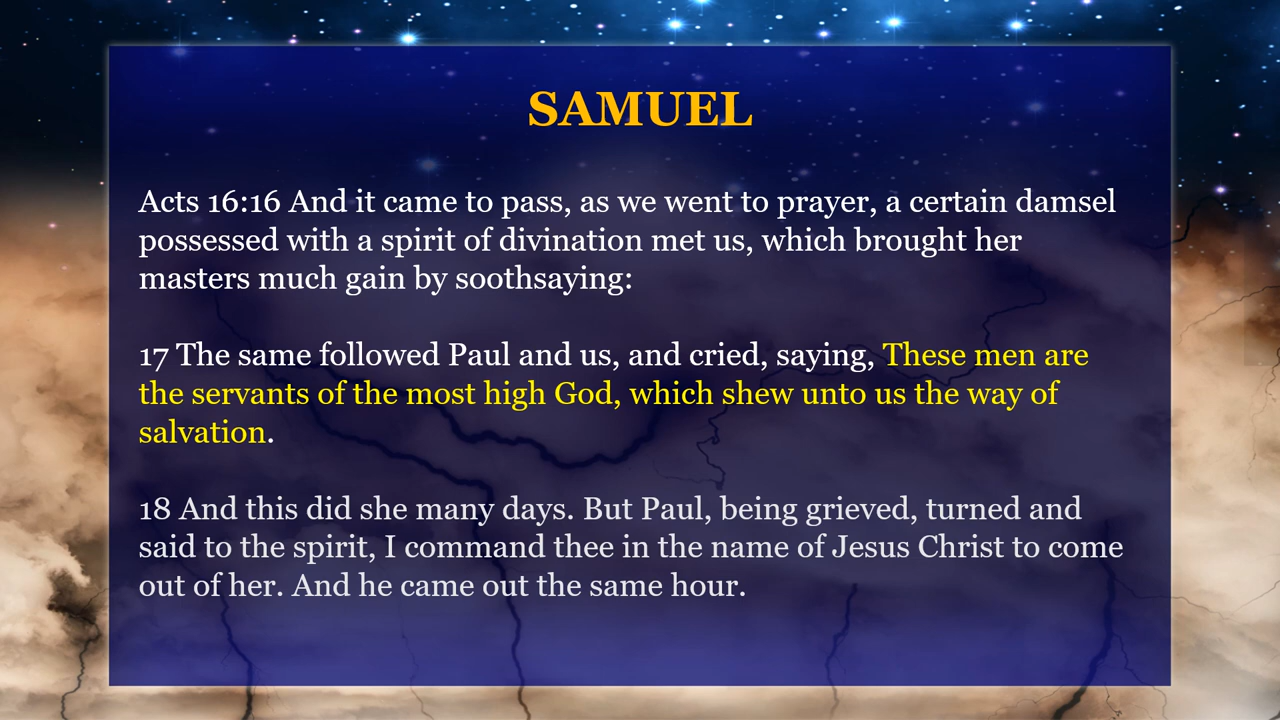 SAMUEL
Acts 16:16 And it came to pass, as we went to prayer, a certain damsel
possessed with a spirit of divination met us, which brought her
masters much gain by soothsaying:
17 The same followed Paul and us, and cried, saying, These men are
the servants of the most high God, which shew unto us the way of
salvation.
18 And this did she many days. But Paul, being grieved, turned and
said to the spirit, I command thee in the name of Jesus Christ to come
out of her. And he came out the same hour.